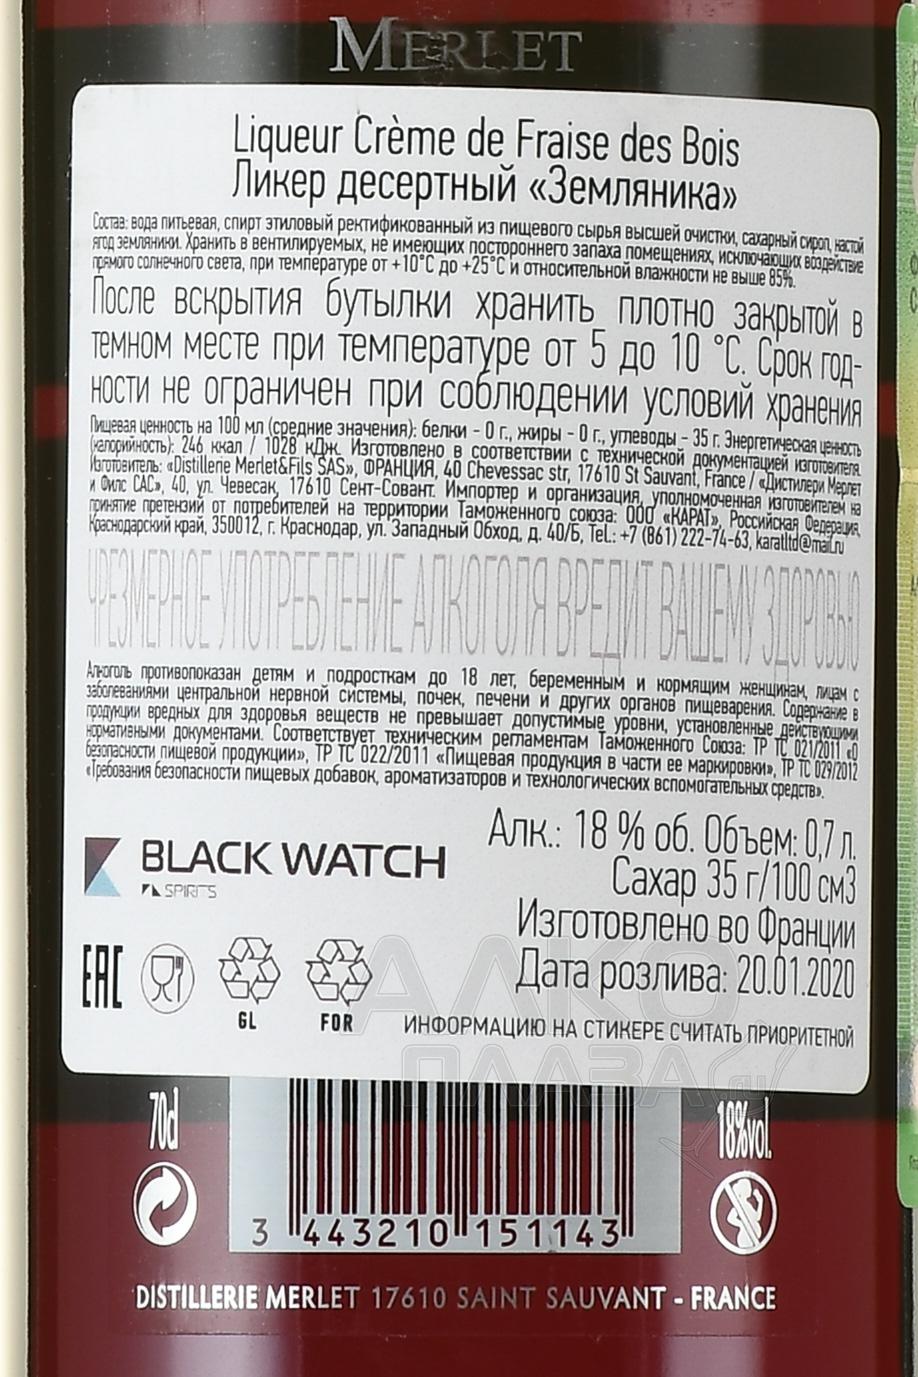 MERLET
Liqueur Crème de Fraise des Bois
Ликер десертный «Земляника»
Состав: вода питьевая, спирт этиловый ректификованный из пищевого сырья высшей очистки, сахарный сироп, настой
ягод земляники. Хранить в вентилируемых, не имеющих постороннего запаха помещениях, исключающих воздействие
прямого солнечного света, при температуре от +10°С до +25°С и относительной влажности не выше 85%.
После вскрытия бутылки хранить плотно закрытой в
темном месте при температуре от 5 до 10 °С. Срок год-
ности не ограничен при соблюдении условий хранения
Пищевая ценность на 100 мл (средние значения): белки - 0 г., жиры - 0 г., углеводы - 35 г. Энергетическая ценность
(калорийность): 246 ккал / 1028 кДж. Изготовлено в соответствии с технической документацией изготовителя.
Изготовитель: «Distillerie Merlet&Fils SAS», ФРАНЦИЯ, 40 Chevessac str, 17610 St Sauvant, France / «Дистилери Мерлет
и Филс САС», 40, ул. Чевесак, 17610 Сент-Совант. Импортер и организация, уполномоченная изготовителем на
принятие претензий от потребителей на территории Таможенного союза: ООО «КАРАТ», Российская Федерация,
Краснодарский край, 350012, г. Краснодар, ул. Западный Обход, д. 40/Б, Tel.: +7 (861) 222-74-63, karatltd@mail.ru
ЧРЕЗМЕРНОЕ УПОТРЕБЛЕНИЕ АЛКОГОЛЯ ВРЕДИТ ВАШЕМУ ЗДОРОВЬЮ
Алкоголь противопоказан детям и подросткам до 18 лет, беременным и кормящим женщинам, лицам с
заболеваниями центральной нервной системы, почек, печени и других органов пищеварения. Содержание в
продукции вредных для здоровья веществ не превышает допустимые уровни, установленные действующими
нормативными документами. Соответствует техническим регламентам Таможенного Союза: ТР ТС 021/2011 «О
безопасности пищевой продукции», ТР ТС 022/2011 «Пищевая продукция в части ее маркировки», ТР ТС 029/2012
«Требования безопасности пищевых добавок, ароматизаторов и технологических вспомогательных средств».
BLACK WATCH
SPIRITS
Алк.: 18 % об. Объем: 0,7 л.
Сахар 35 г/100 см3
Изготовлено во Франции
Дата розлива: 20.01.2020
EAC
GL
FOR
ИНФОРМАЦИЮ НА СТИКЕРЕ СЧИТАТЬ ПРИОРИТЕТНОЙ
АЛКО
ПЛАЗА.ru
70cl
18%vol.
3 443210 151143
DISTILLERIE MERLET 17610 SAINT SAUVANT - FRANCE